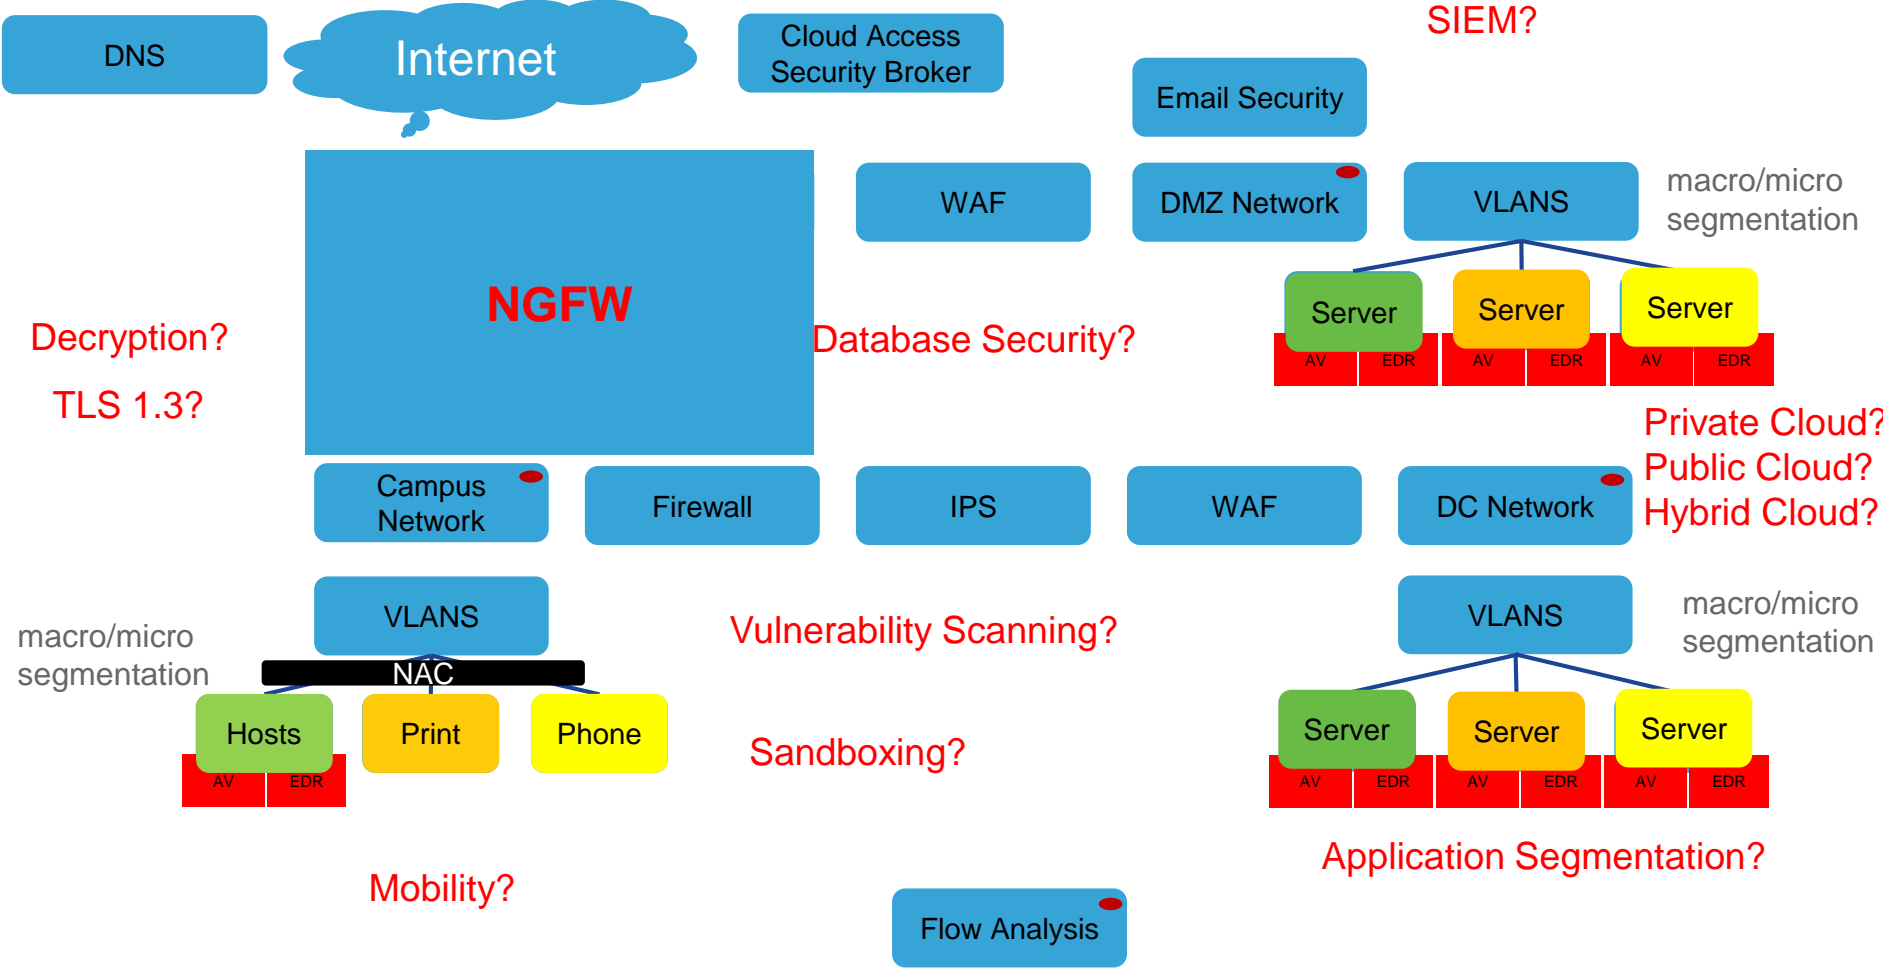 SIEM?
DNS
Internet
Cloud Access
Security Broker
Email Security
WAF
DMZ Network
VLANS
macro/micro
segmentation
NGFW
Server
Server
Server
AV
EDR
AV
EDR
AV
EDR
Decryption?
TLS 1.3?
Database Security?
Private Cloud?
Public Cloud?
Hybrid Cloud?
Campus
Network
Firewall
IPS
WAF
DC Network
VLANS
macro/micro
segmentation
NAC
Hosts
Print
Phone
AV
EDR
Vulnerability Scanning?
Sandboxing?
VLANS
macro/micro
segmentation
Server
Server
Server
AV
EDR
AV
EDR
AV
EDR
Application Segmentation?
Mobility?
Flow Analysis